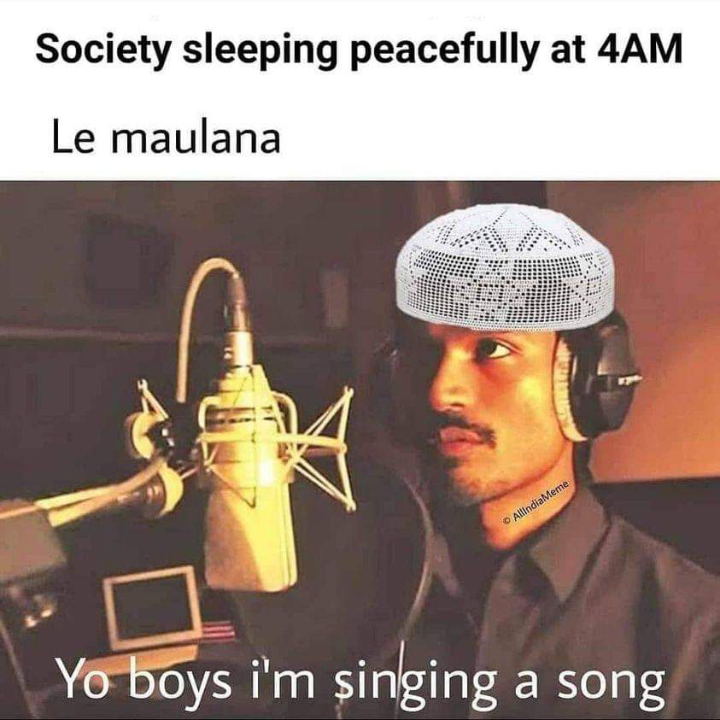 Society sleeping peacefully at 4AM
Le maulana
© AllIndiaMeme
Yo boys i'm singing a song